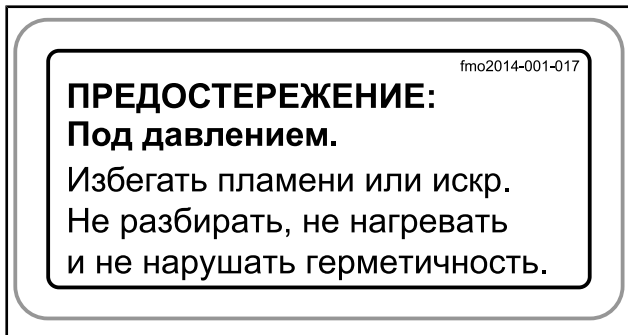 fmo2014-001-017
ПРЕДОСТЕРЕЖЕНИЕ:
Под давлением.
Избегать пламени или искр.
Не разбирать, не нагревать
и не нарушать герметичность.